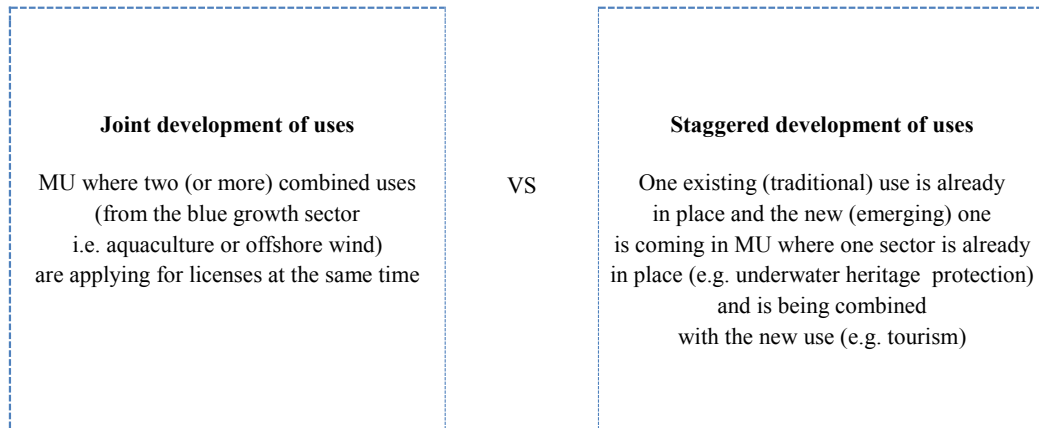 Joint development of uses
MU where two (or more) combined uses
(from the blue growth sector
i.e. aquaculture or offshore wind)
are applying for licenses at the same time
VS
Staggered development of uses
One existing (traditional) use is already
in place and the new (emerging) one
is coming in MU where one sector is already
in place (e.g. underwater heritage protection)
and is being combined
with the new use (e.g. tourism)